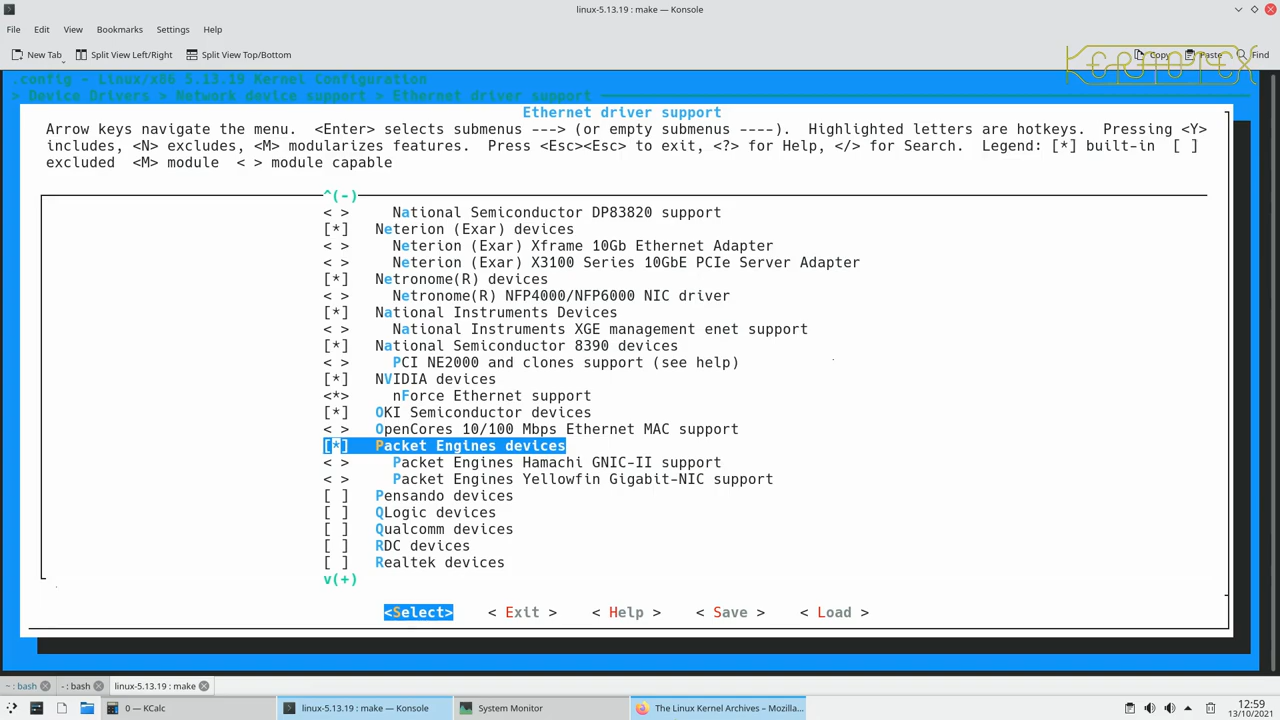 linux-5.13.19 : make — Konsole
File Edit View Bookmarks Settings Help
New Tab Split View Left/Right Split View Top/Bottom Copy Paste Find
KERNOTEX
.config - Linux/x86 5.13.19 Kernel Configuration
> Device Drivers > Network device support > Ethernet driver support
Ethernet driver support
Arrow keys navigate the menu. <Enter> selects submenus ---> (or empty submenus ----). Highlighted letters are hotkeys. Pressing <Y>
includes, <N> excludes, <M> modularizes features. Press <Esc><Esc> to exit, <?> for Help, </> for Search. Legend: [*] built-in [ ]
excluded <M> module < > module capable
^(-)
< > National Semiconductor DP83820 support
[*] Neterion (Exar) devices
< > Neterion (Exar) Xframe 10Gb Ethernet Adapter
< > Neterion (Exar) X3100 Series 10GbE PCIe Server Adapter
[*] Netronome(R) devices
< > Netronome(R) NFP4000/NFP6000 NIC driver
[*] National Instruments Devices
< > National Instruments XGE management enet support
[*] National Semiconductor 8390 devices
< > PCI NE2000 and clones support (see help)
[*] NVIDIA devices
<*> nForce Ethernet support
[*] OKI Semiconductor devices
< > OpenCores 10/100 Mbps Ethernet MAC support
[*] Packet Engines devices
< > Packet Engines Hamachi GNIC-II support
< > Packet Engines Yellowfin Gigabit-NIC support
[ ] Pensando devices
[ ] QLogic devices
[ ] Qualcomm devices
[ ] RDC devices
[ ] Realtek devices
v(+)
<Select> < Exit > < Help > < Save > < Load >
~ : bash - : bash linux-5.13.19 : make
0 — KCalc linux-5.13.19 : make — Konsole System Monitor The Linux Kernel Archives – Mozilla... 12:59
13/10/2021